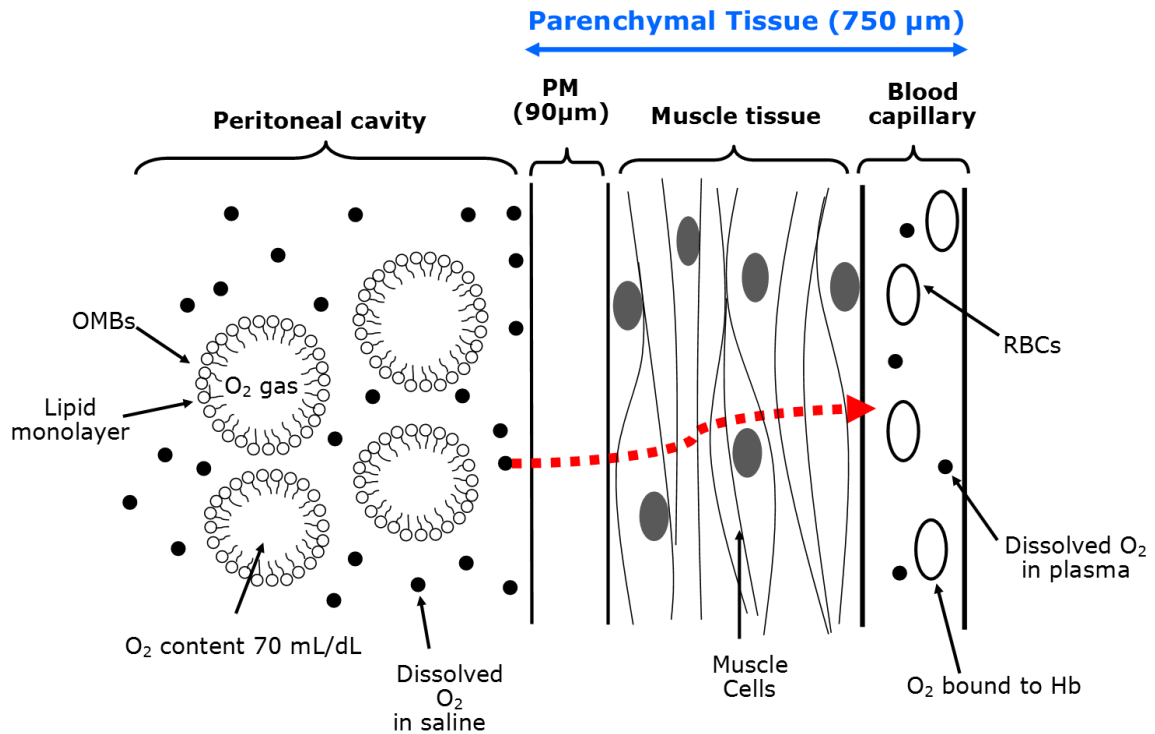 Parenchymal Tissue (750 µm)
PM
(90µm)
Blood
capillary
Peritoneal cavity
Muscle tissue
OMBs
O₂ gas
Lipid
monolayer
RBCs
Dissolved O₂
in plasma
O₂ content 70 mL/dL
Dissolved
O₂
in saline
Muscle
Cells
O₂ bound to Hb